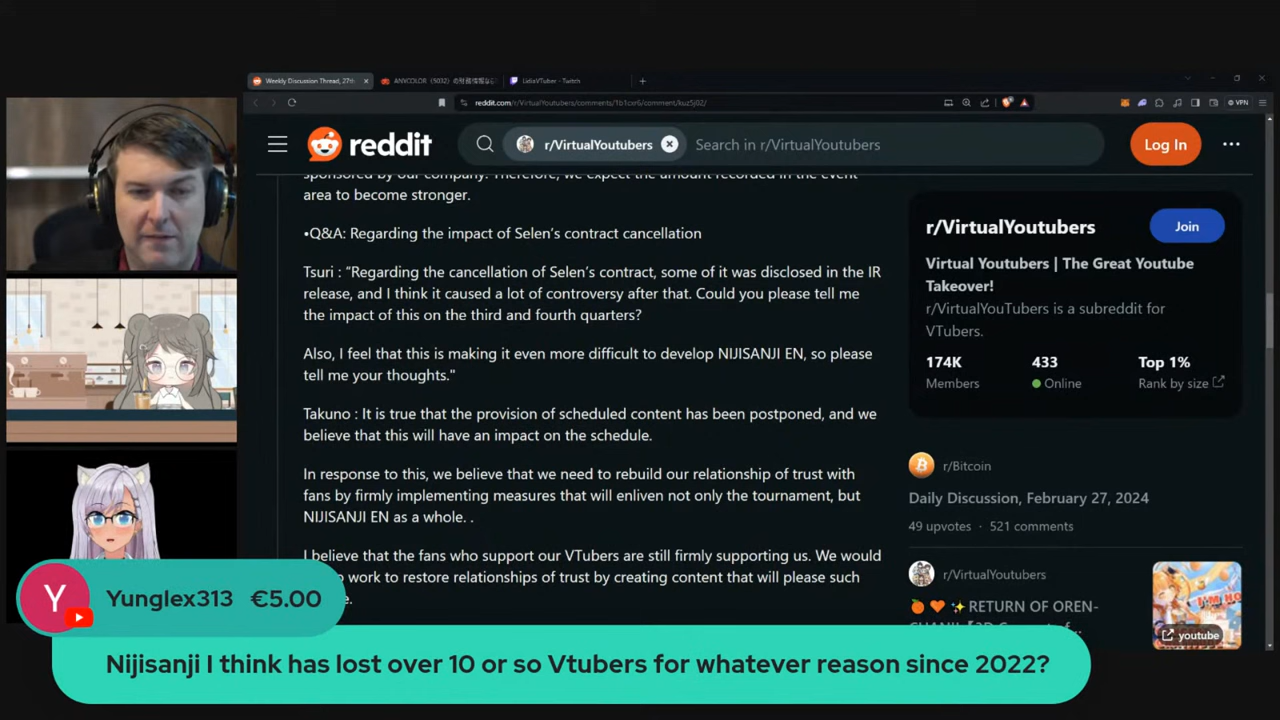 Weekly Discussion Thread, 27th
ANYCOLOR (5032)
LidiaVTuber - Twitch
reddit.com/r/VirtualYoutubers/comments/1b1cxr6/comment/kuz5j02/
VPN
reddit
r/VirtualYoutubers
Search in r/VirtualYoutubers
Log In
sponsored by our company. Therefore, we expect the amount recorded in the event
area to become stronger.
•Q&A: Regarding the impact of Selen's contract cancellation
Tsuri : "Regarding the cancellation of Selen's contract, some of it was disclosed in the IR
release, and I think it caused a lot of controversy after that. Could you please tell me
the impact of this on the third and fourth quarters?
Also, I feel that this is making it even more difficult to develop NIJISANJI EN, so please
tell me your thoughts."
Takuno : It is true that the provision of scheduled content has been postponed, and we
believe that this will have an impact on the schedule.
In response to this, we believe that we need to rebuild our relationship of trust with
fans by firmly implementing measures that will enliven not only the tournament, but
NIJISANJI EN as a whole. .
I believe that the fans who support our VTubers are still firmly supporting us. We would
work to restore relationships of trust by creating content that will please such
r/VirtualYoutubers
Join
Virtual Youtubers | The Great Youtube
Takeover!
r/VirtualYouTubers is a subreddit for
VTubers.
174K
433
Top 1%
Members
Online
Rank by size
r/Bitcoin
Daily Discussion, February 27, 2024
49 upvotes · 521 comments
r/VirtualYoutubers
RETURN OF OREN-
I'M HO
youtube
Y
Yunglex313 €5.00
Nijisanji I think has lost over 10 or so Vtubers for whatever reason since 2022?